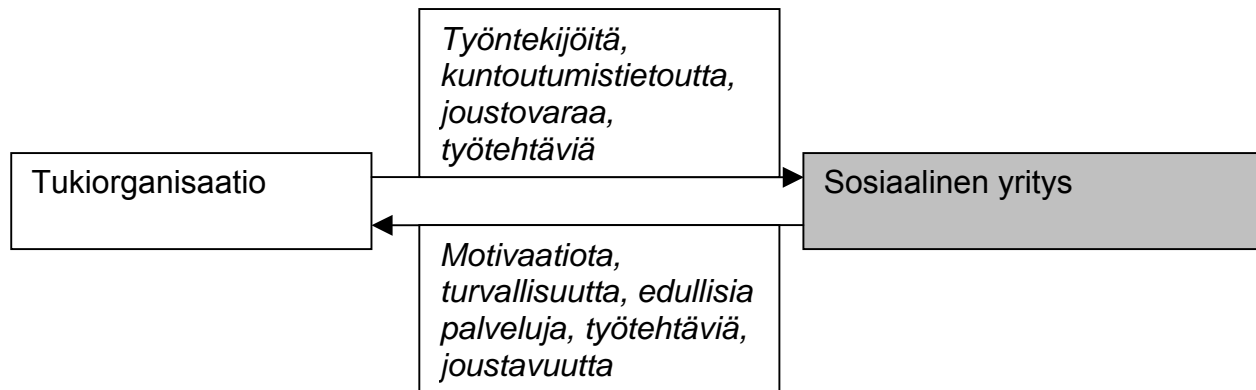 Työntekijöitä,
kuntoutumistietoutta,
joustovaraa,
työtehtäviä
Tukiorganisaatio
Sosiaalinen yritys
Motivaatiota,
turvallisuutta, edullisia
palveluja, työtehtäviä,
joustavuutta